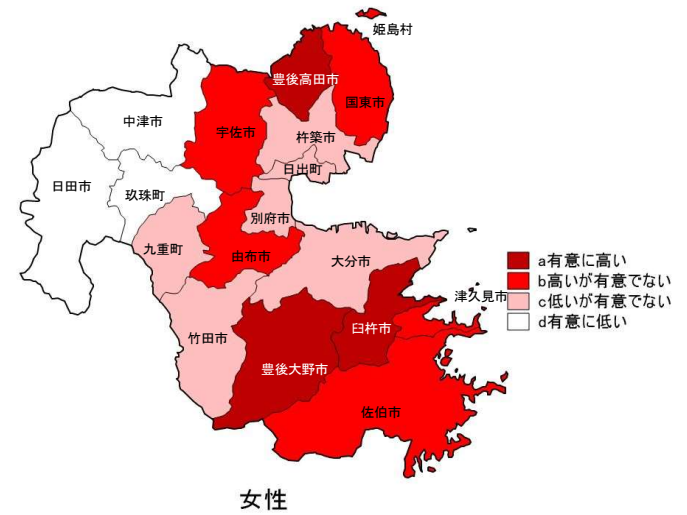 姫島村
豊後高田市
国東市
中津市
宇佐市
杵築市
日出町
日田市
玖珠町
別府市
九重町
由布市
大分市
a有意に高い
b高いが有意でない
c低いが有意でない
d有意に低い
津久見市
臼杵市
竹田市
豊後大野市
佐伯市
女性